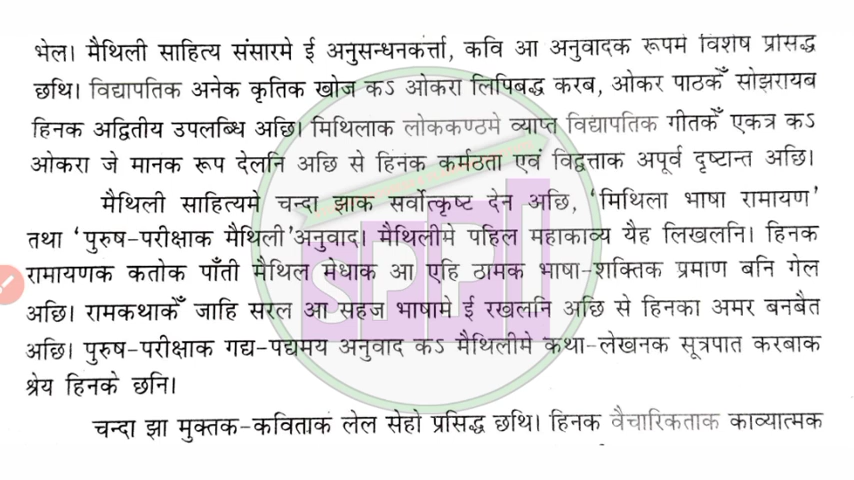 भेल। मैथिली साहित्य संसारमे ई अनुसन्धनकर्त्ता, कवि आ अनुवादक रूपमे विशेष प्रसिद्ध
छथि। विद्यापतिक अनेक कृतिक खोज कऽ ओकरा लिपिबद्ध करब, ओकर पाठकेँ सोझरायब
हिनक अद्वितीय उपलब्धि अछि। मिथिलाक लोककण्ठमे व्याप्त विद्यापतिक गीतकेँ एकत्र कऽ
ओकरा जे मानक रूप देलनि अछि से हिनक कर्मठता एवं विद्वत्ताक अपूर्व दृष्टान्त अछि।
मैथिली साहित्यमे चन्दा झाक सर्वोत्कृष्ट देन अछि, 'मिथिला भाषा रामायण'
तथा 'पुरुष-परीक्षाक मैथिली' अनुवाद। मैथिलीमे पहिल महाकाव्य यैह लिखलनि। हिनक
रामायणक कतोक पाँती मैथिल मेधाक आ एहि ठामक भाषा-शक्तिक प्रमाण बनि गेल
अछि। रामकथाकेँ जाहि सरल आ सहज भाषामे ई रखलनि अछि से हिनका अमर बनबैत
अछि। पुरुष-परीक्षाक गद्य-पद्यमय अनुवाद कऽ मैथिलीमे कथा-लेखनक सूत्रपात करबाक
श्रेय हिनके छनि।
चन्दा झा मुक्तक-कविताक लेल सेहो प्रसिद्ध छथि। हिनक वैचारिकताक काव्यात्मक